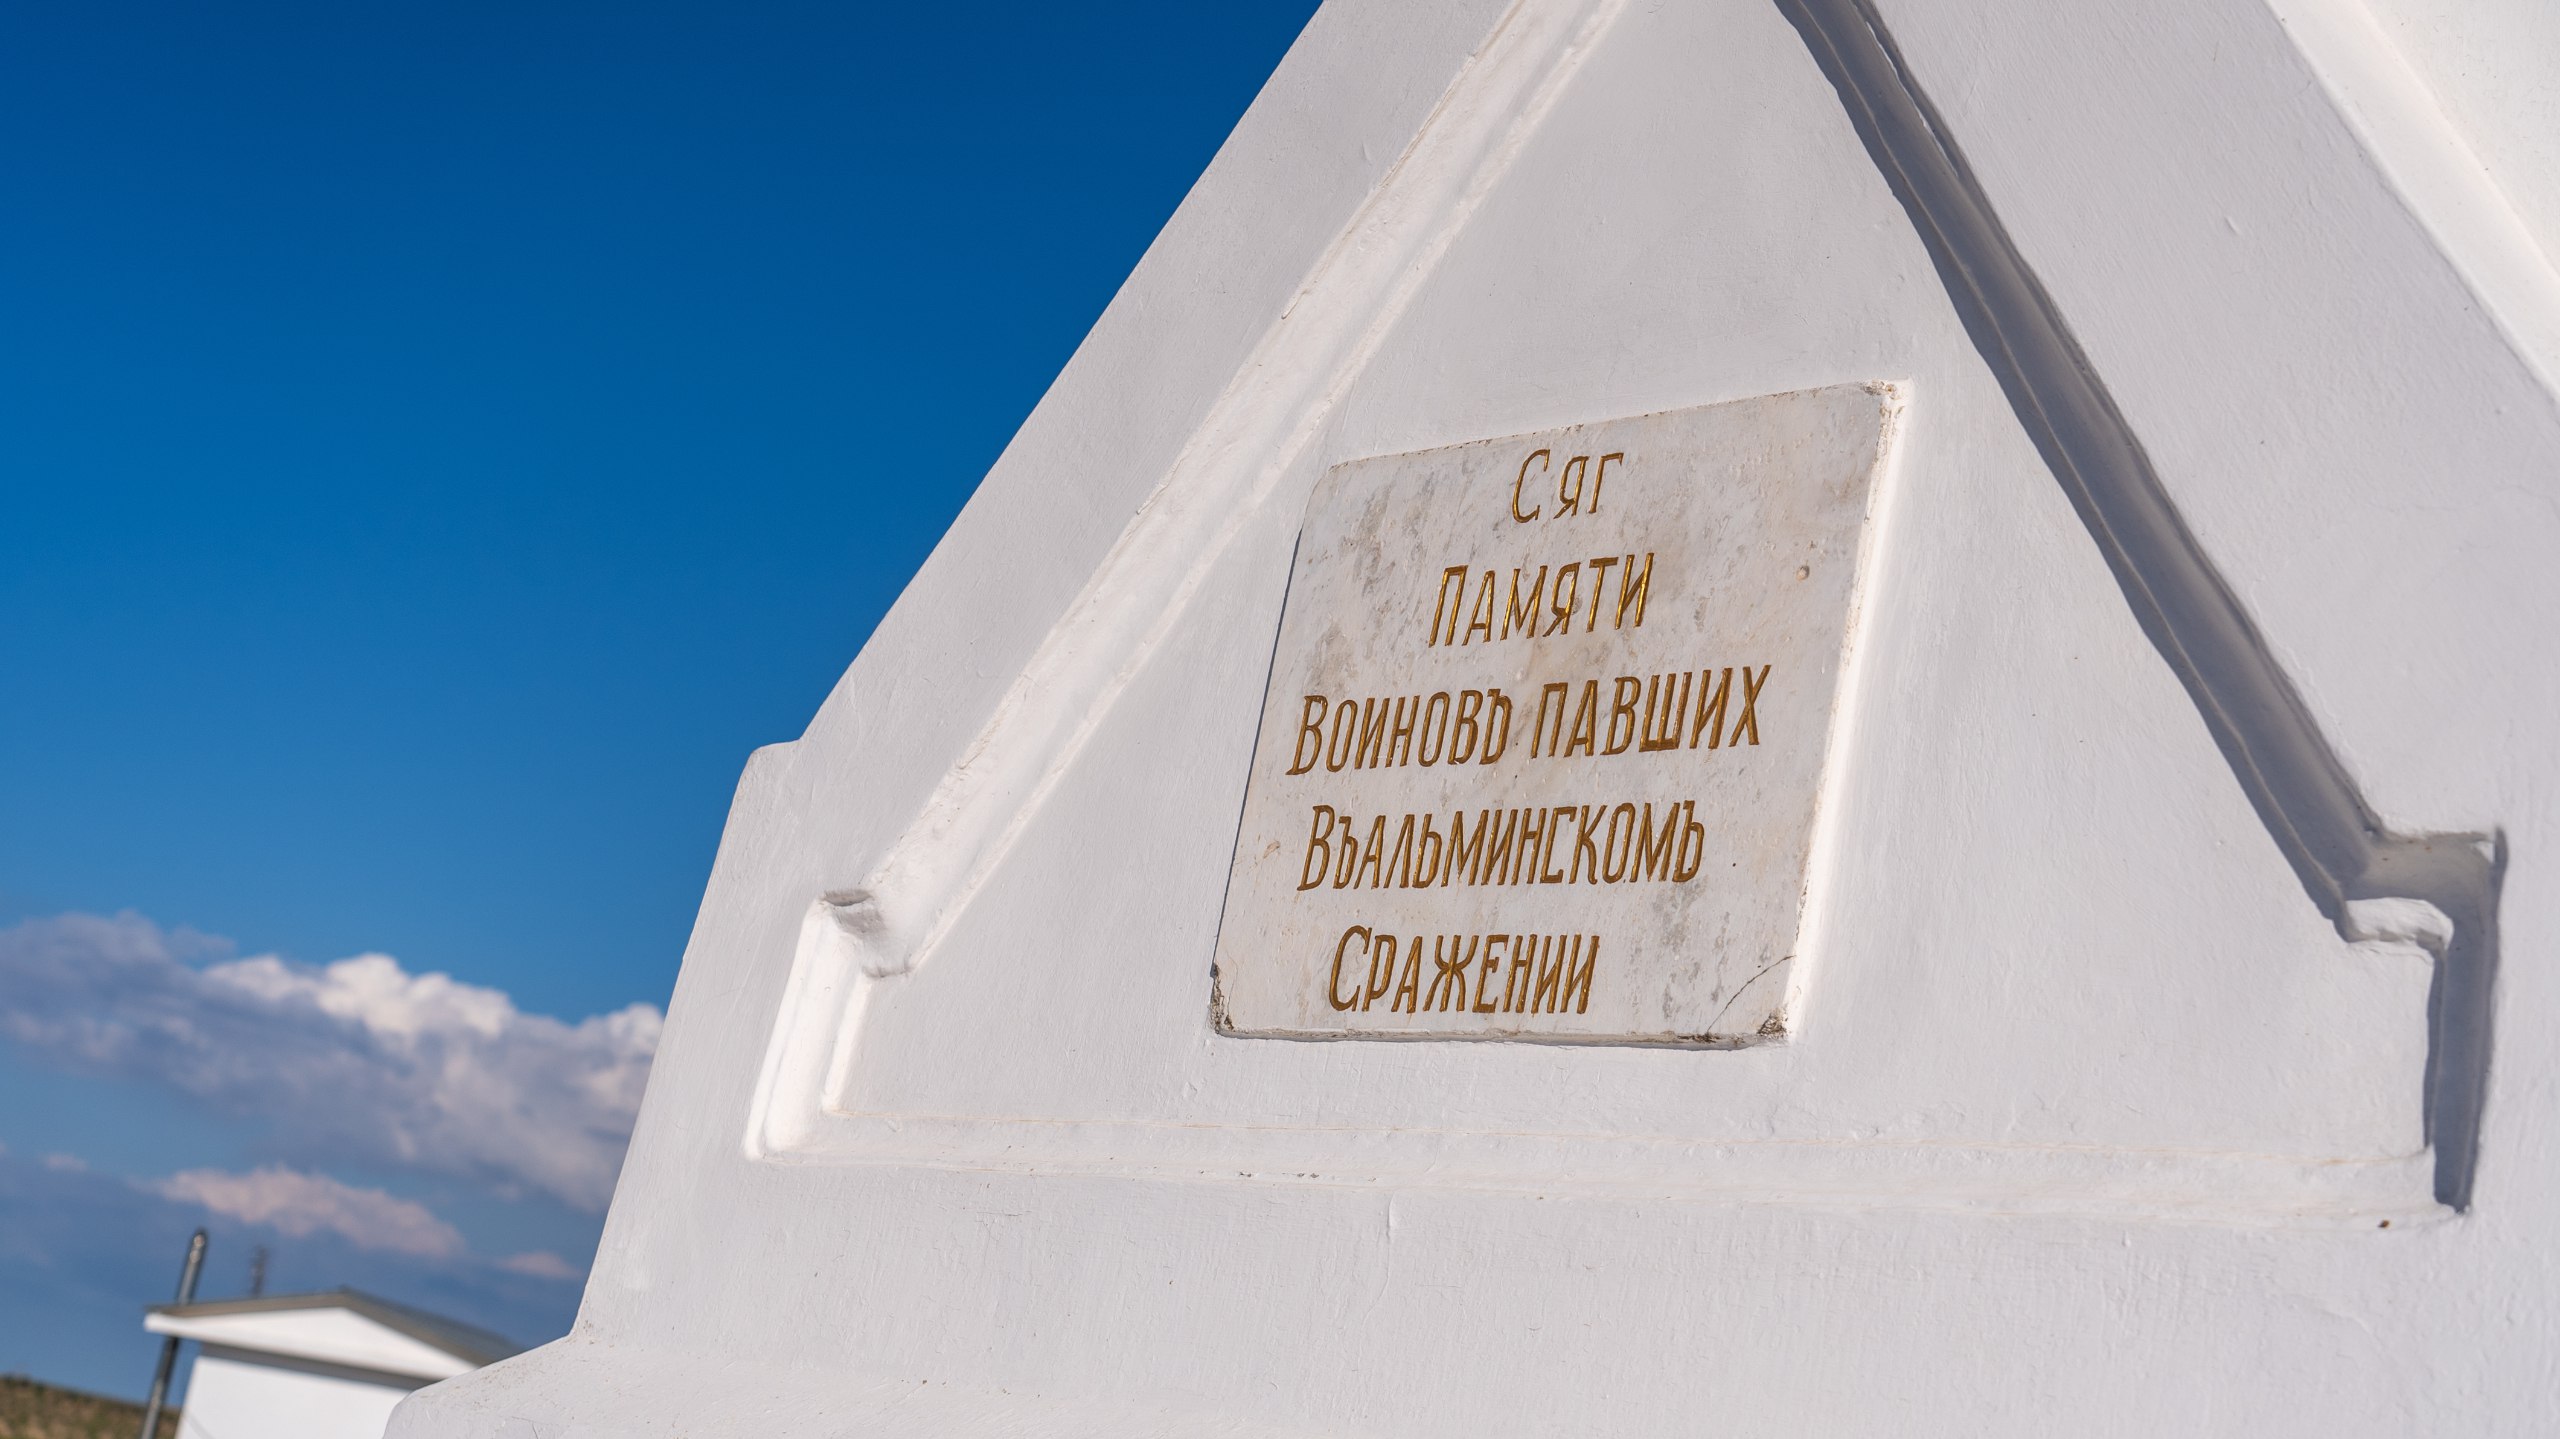 Сяг
памяти
Воиновъ павших
Въальминскомъ
Сражении